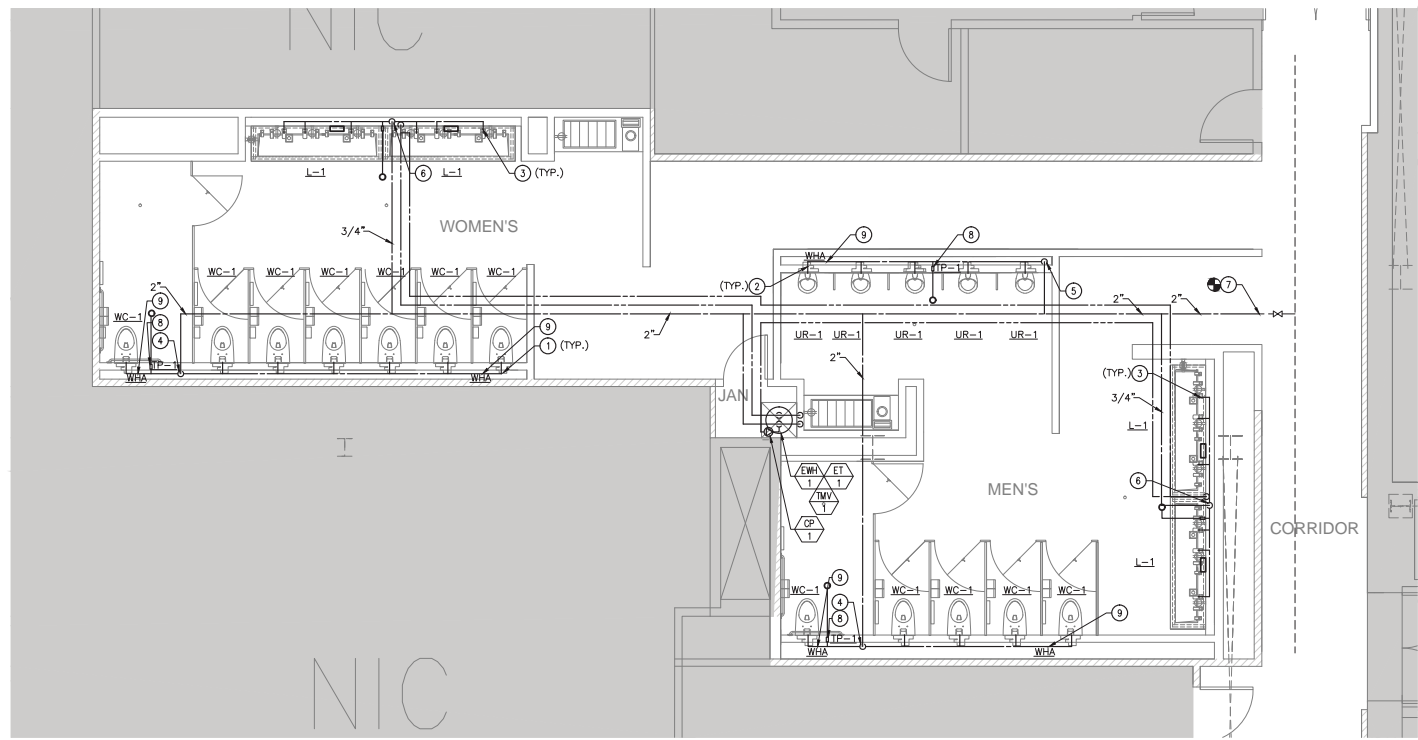 NIC
L-1
L-1
6
3 (TYP.)
WOMEN'S
3/4"
WC-1
WC-1
WC-1
WC-1
WC-1
WC-1
2"
9
8
4
WC-1
TP-1
WHA
WHA
9
1 (TYP.)
2"
WHA
9
8
TP-1
(TYP.) 2
5
UR-1
UR-1
UR-1
UR-1
UR-1
2"
2"
2"
7
JAN
(TYP.) 3
3/4"
L-1
6
L-1
EWH
1
ET
1
TMV
1
CP
1
MEN'S
CORRIDOR
WC-1
9
4
8
TP-1
WHA
WC-1
WC-1
WC-1
WC-1
9
WHA
NIC